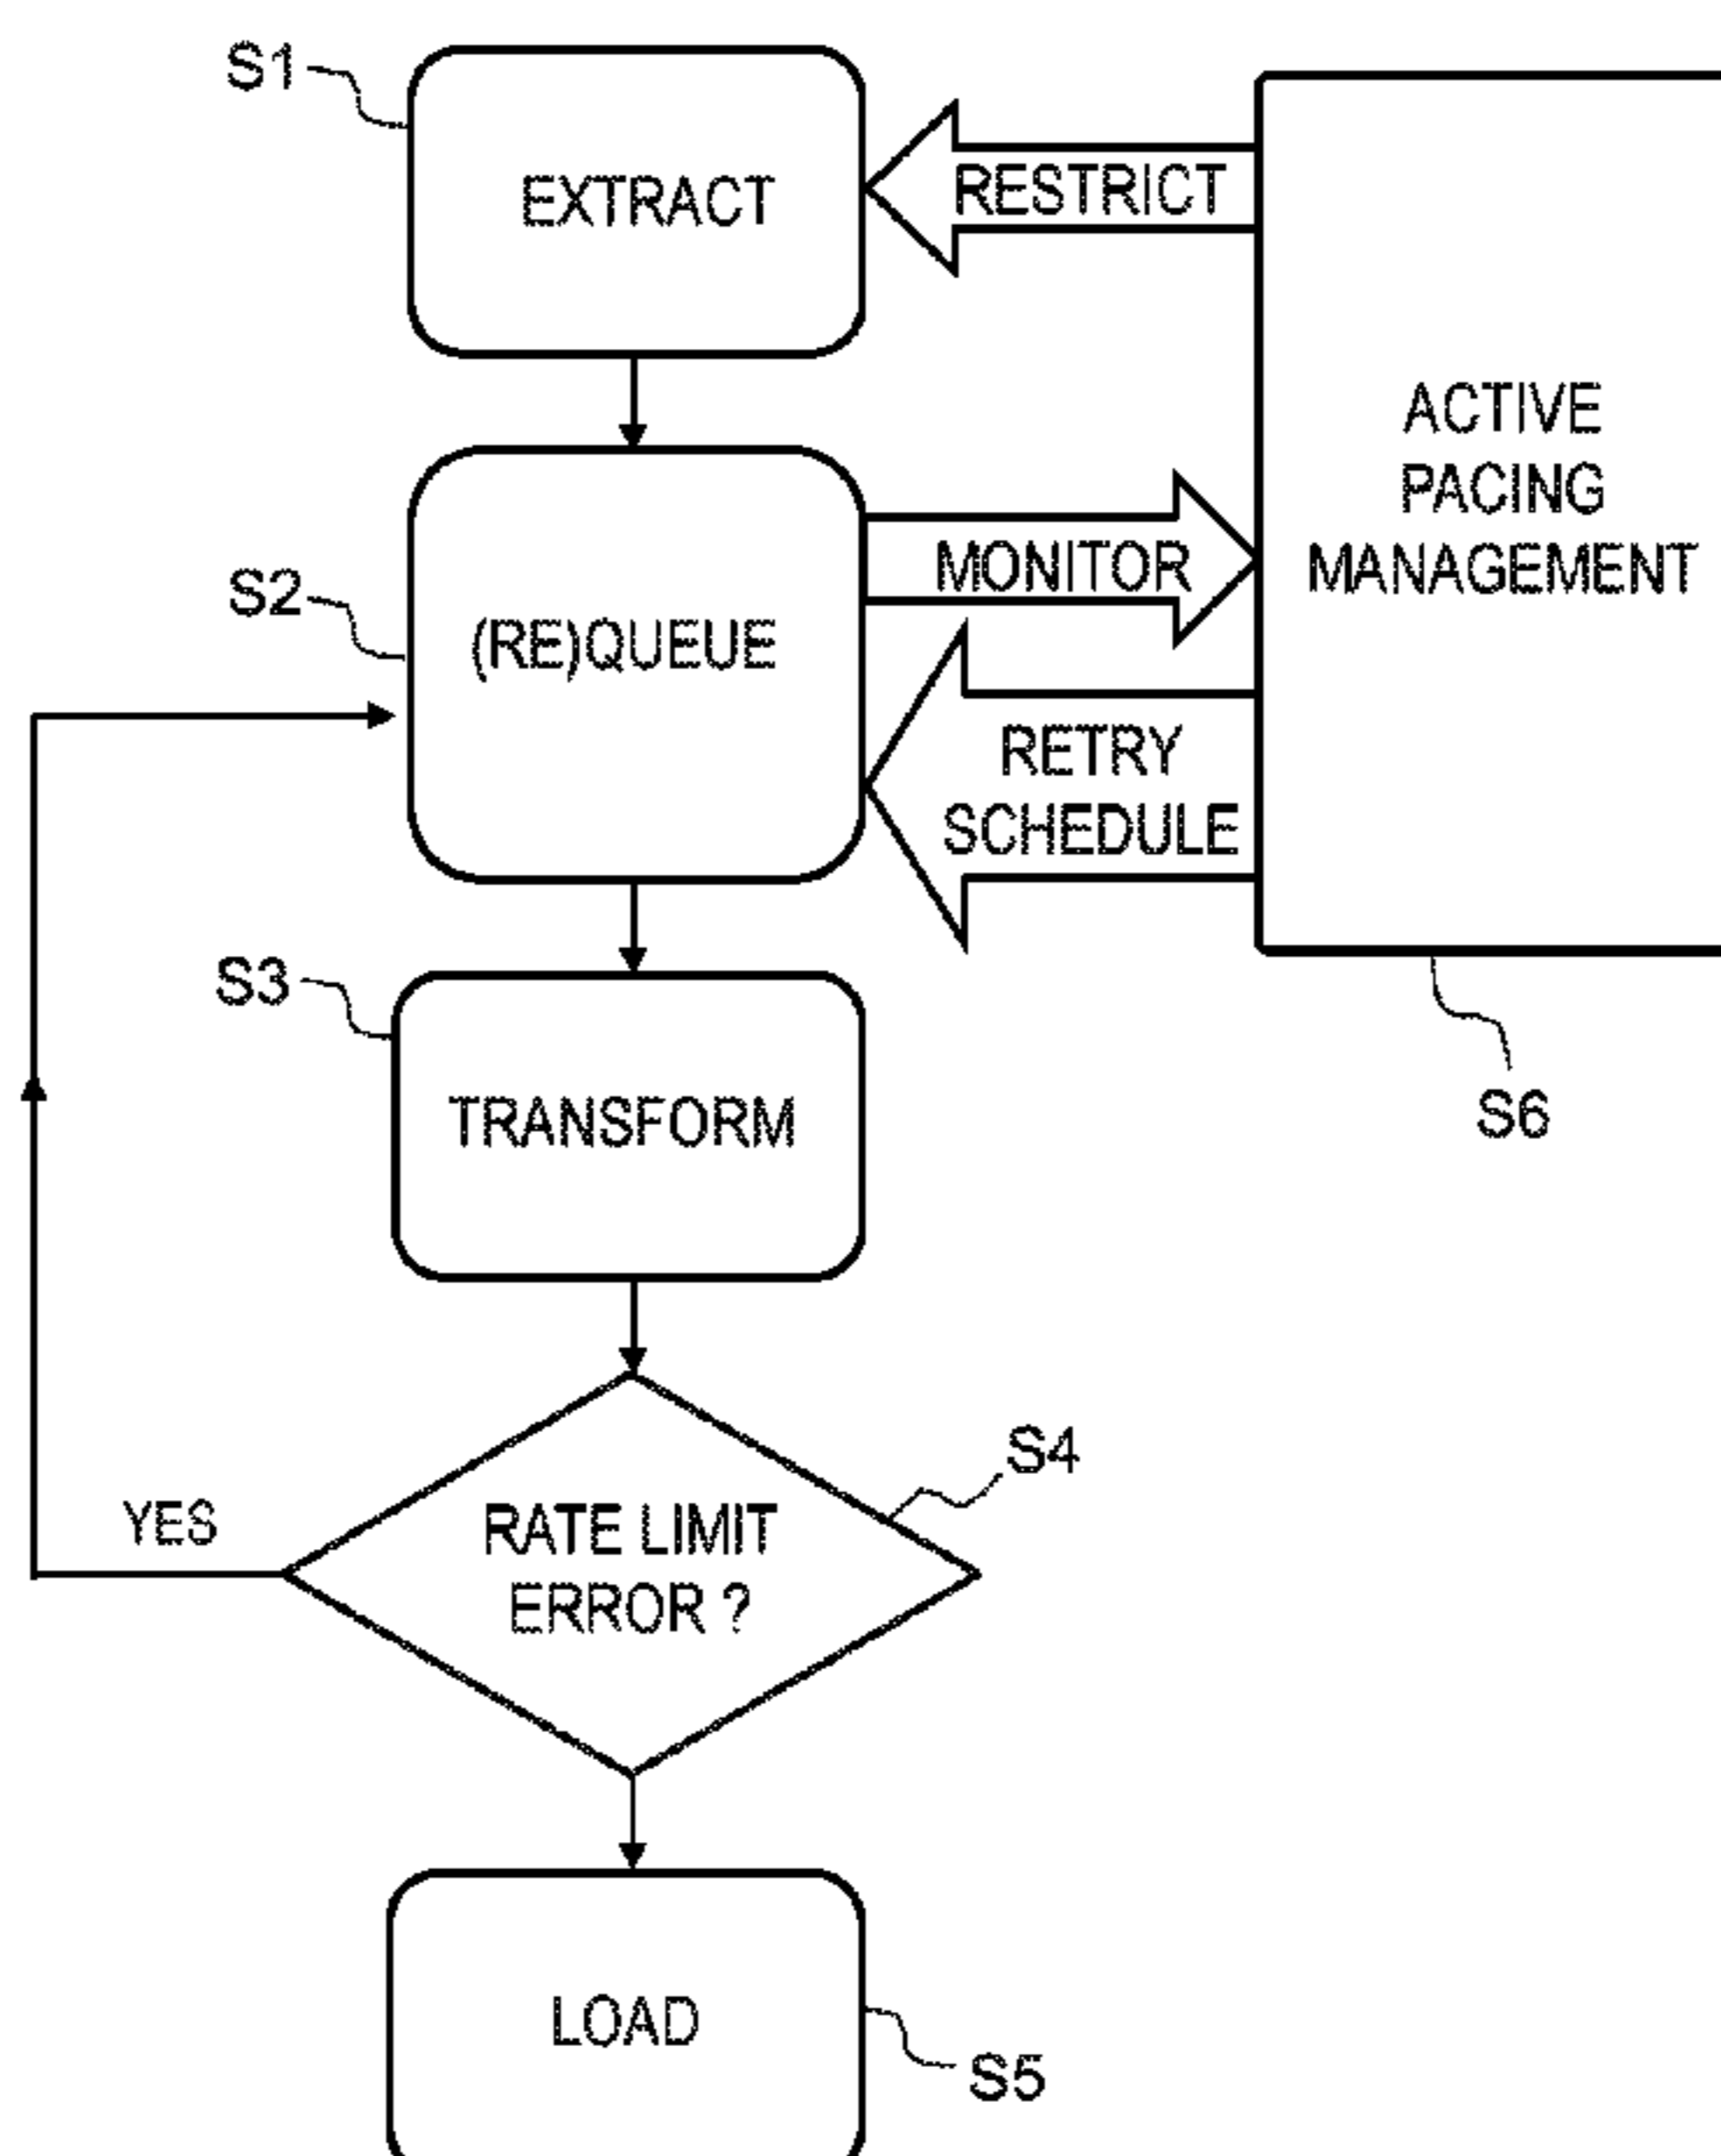 S1
EXTRACT
RESTRICT
ACTIVE
PACING
MANAGEMENT
S2
(RE)QUEUE
MONITOR
RETRY
SCHEDULE
S3
TRANSFORM
S6
S4
YES
RATE LIMIT
ERROR ?
LOAD
S5